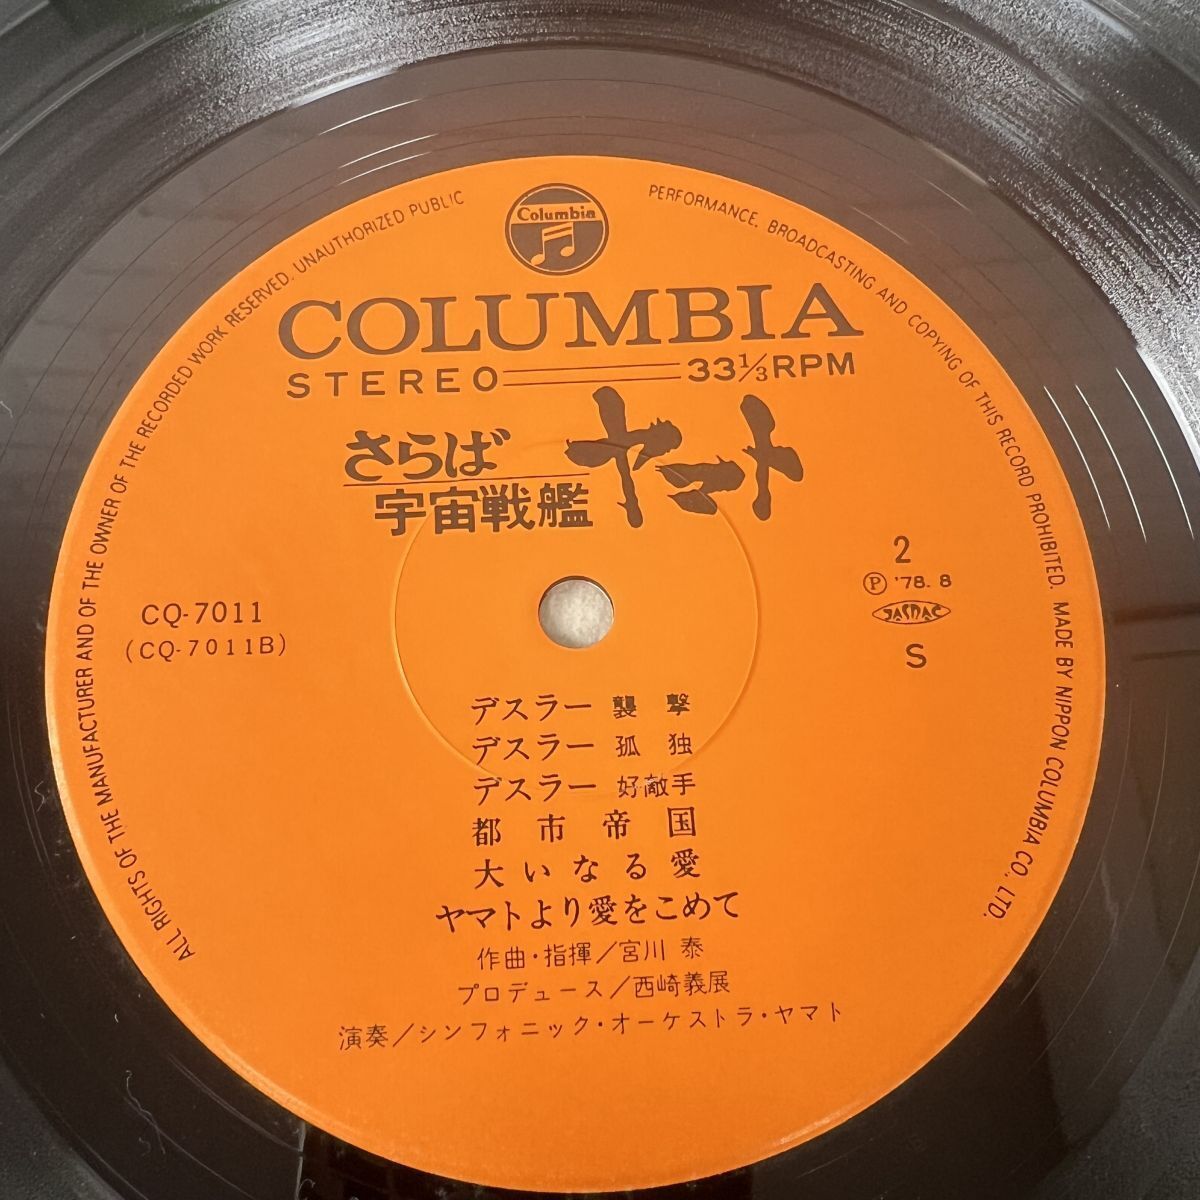 Columbia
ALL RIGHTS OF THE MANUFACTURER AND OF THE OWNER OF THE RECORDED WORK RESERVED. UNAUTHORIZED PUBLIC PERFORMANCE, BROADCASTING AND COPYING OF THIS RECORD PROHIBITED. MADE BY NIPPON COLUMBIA CO., LTD.
COLUMBIA
STEREO 33 1/3 RPM
さらば
宇宙戦艦 ヤマト
2
Ⓟ '78. 8
JASRAC
S
CQ-7011
(CQ-7011B)
デスラー 襲撃
デスラー 孤独
デスラー 好敵手
都市帝国
大いなる愛
ヤマトより愛をこめて
作曲・指揮／宮川 泰
プロデュース／西崎義展
演奏／シンフォニック・オーケストラ・ヤマト